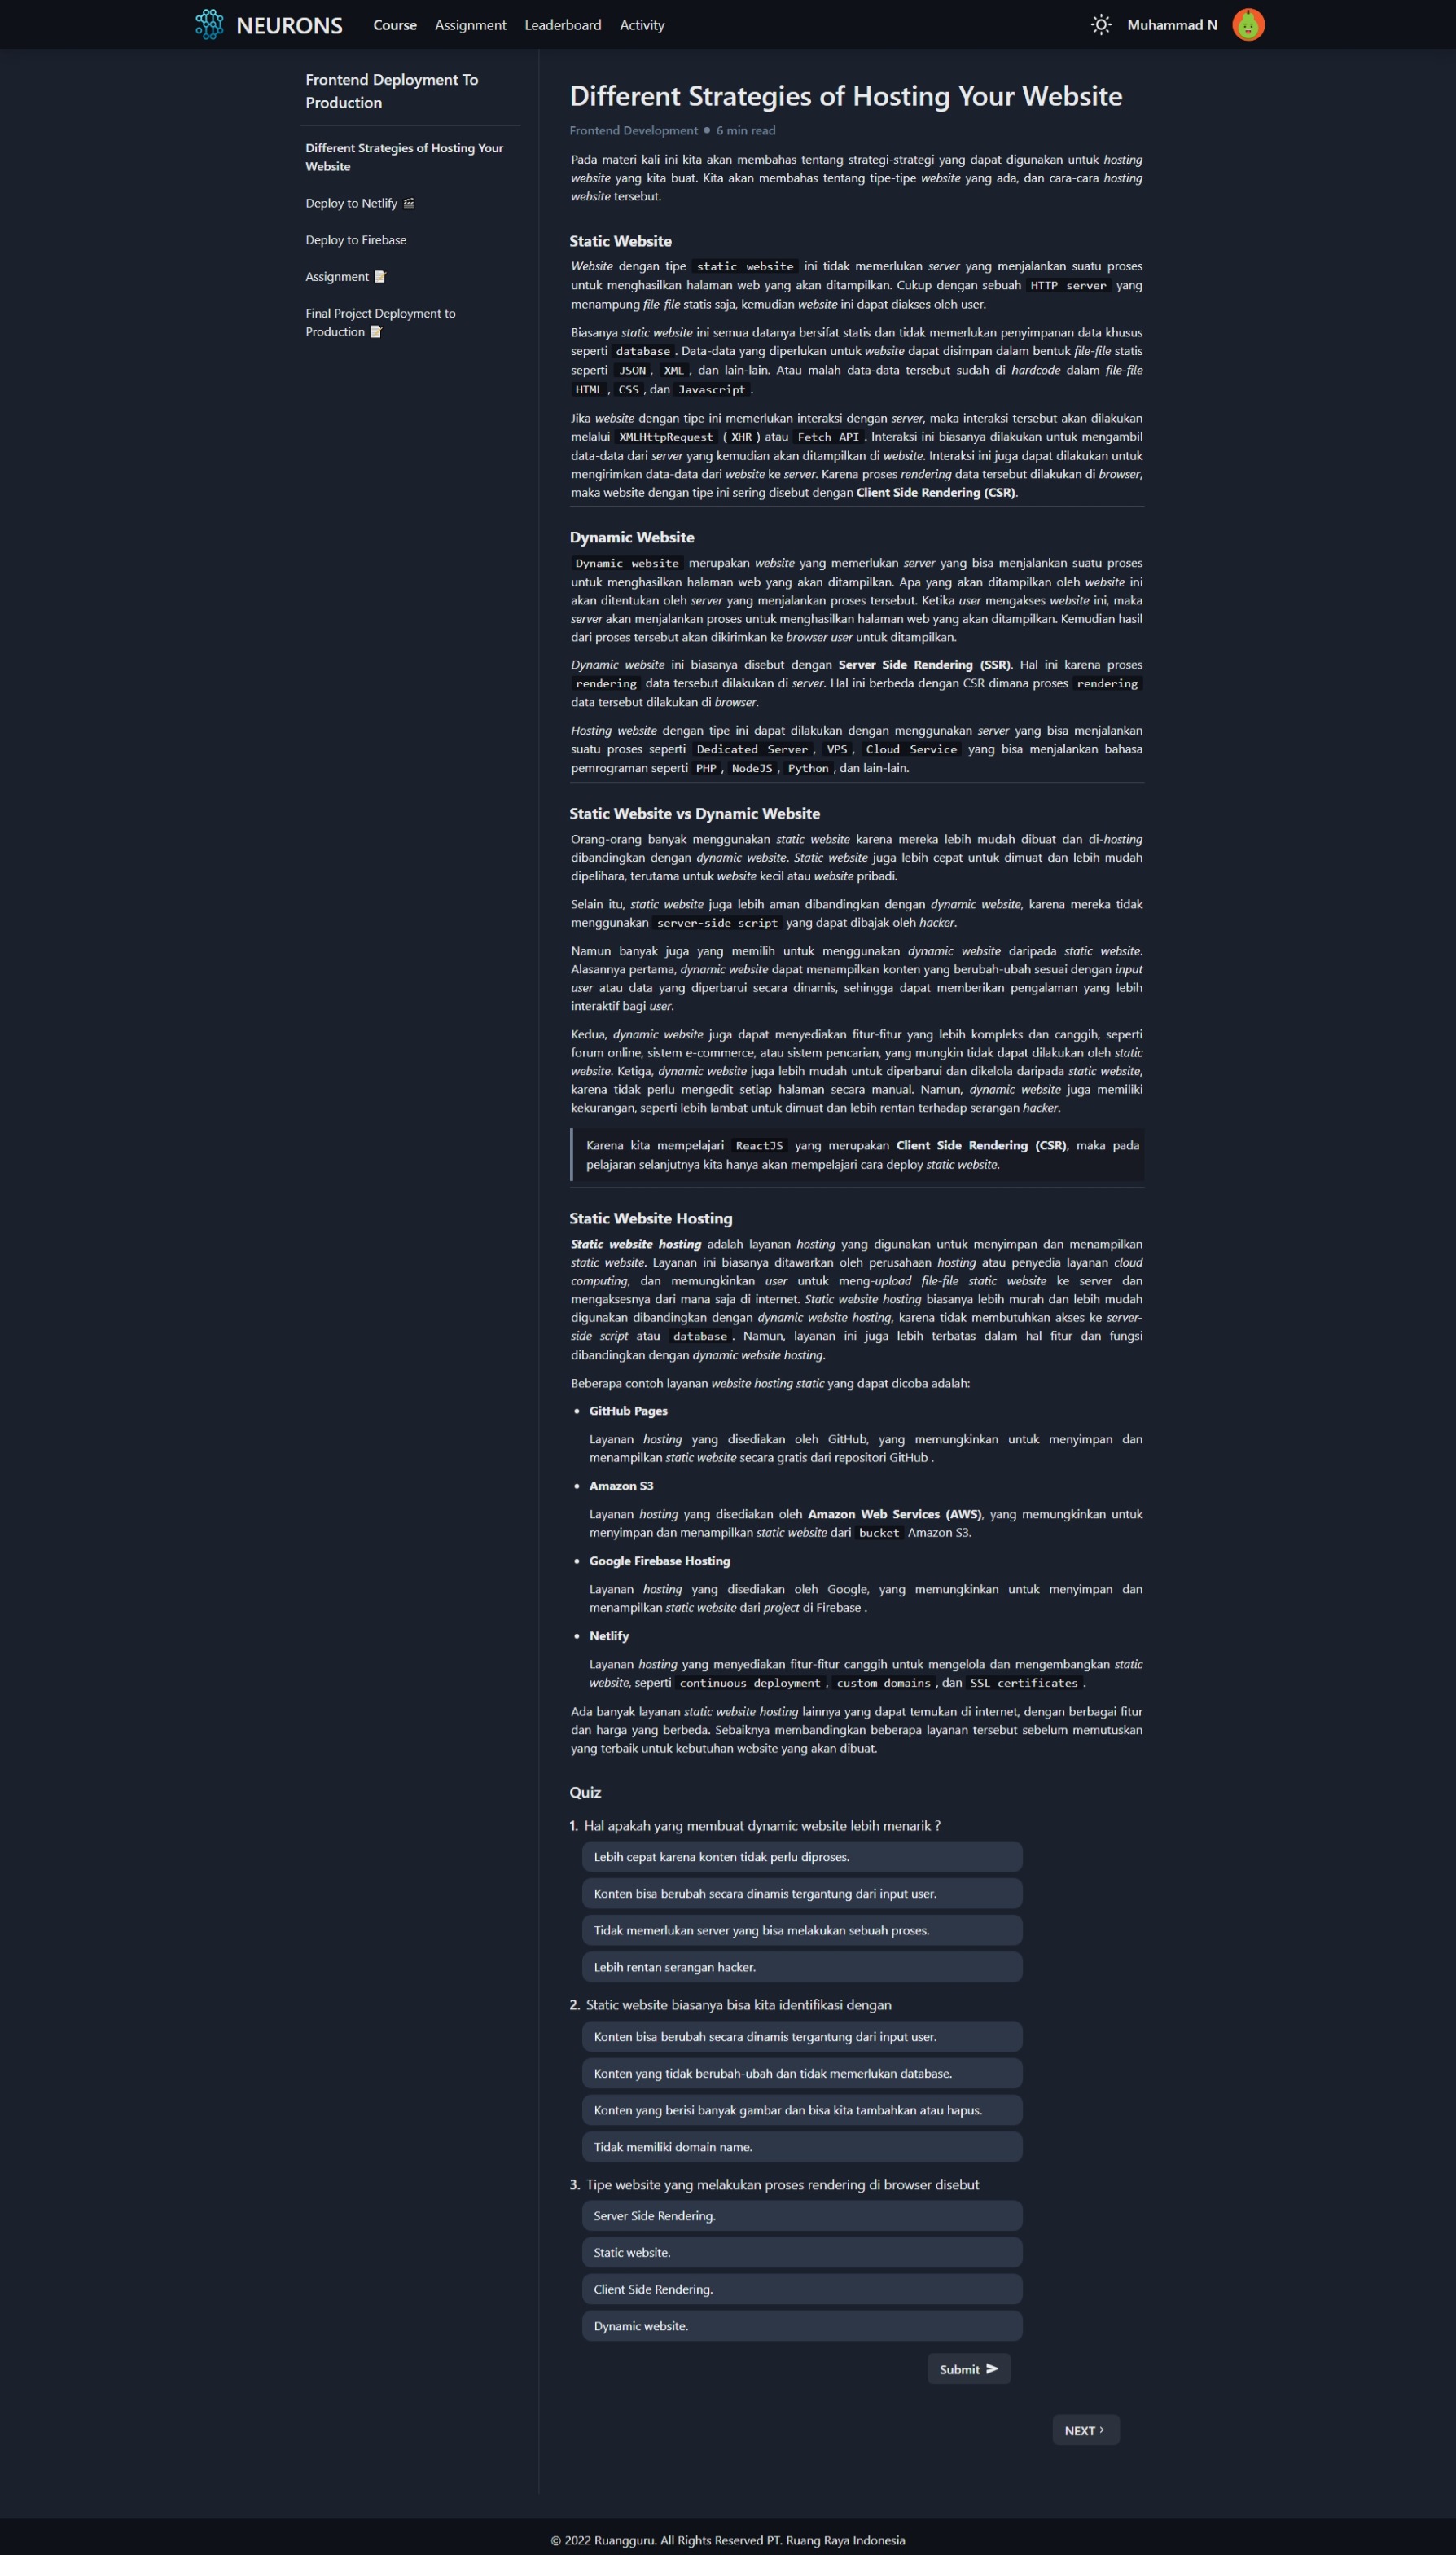 NEURONS
Course
Assignment
Leaderboard
Activity
Muhammad N
Frontend Deployment To
Production
Different Strategies of Hosting Your
Website
Deploy to Netlify
Deploy to Firebase
Assignment
Final Project Deployment to
Production
Different Strategies of Hosting Your Website
Frontend Development ● 6 min read
Pada materi kali ini kita akan membahas tentang strategi-strategi yang dapat digunakan untuk hosting
website yang kita buat. Kita akan membahas tentang tipe-tipe website yang ada, dan cara-cara hosting
website tersebut.
Static Website
Website dengan tipe static website ini tidak memerlukan server yang menjalankan suatu proses
untuk menghasilkan halaman web yang akan ditampilkan. Cukup dengan sebuah HTTP server yang
menampung file-file statis saja, kemudian website ini dapat diakses oleh user.
Biasanya static website ini semua datanya bersifat statis dan tidak memerlukan penyimpanan data khusus
seperti database. Data-data yang diperlukan untuk website dapat disimpan dalam bentuk file-file statis
seperti JSON, XML, dan lain-lain. Atau malah data-data tersebut sudah di hardcode dalam file-file
HTML, CSS, dan Javascript.
Jika website dengan tipe ini memerlukan interaksi dengan server, maka interaksi tersebut akan dilakukan
melalui XMLHttpRequest (XHR) atau Fetch API. Interaksi ini biasanya dilakukan untuk mengambil
data-data dari server yang kemudian akan ditampilkan di website. Interaksi ini juga dapat dilakukan untuk
mengirimkan data-data dari website ke server. Karena proses rendering data tersebut dilakukan di browser,
maka website dengan tipe ini sering disebut dengan Client Side Rendering (CSR).
Dynamic Website
Dynamic website merupakan website yang memerlukan server yang bisa menjalankan suatu proses
untuk menghasilkan halaman web yang akan ditampilkan. Apa yang akan ditampilkan oleh website ini
akan ditentukan oleh server yang menjalankan proses tersebut. Ketika user mengakses website ini, maka
server akan menjalankan proses untuk menghasilkan halaman web yang akan ditampilkan. Kemudian hasil
dari proses tersebut akan dikirimkan ke browser user untuk ditampilkan.
Dynamic website ini biasanya disebut dengan Server Side Rendering (SSR). Hal ini karena proses
rendering data tersebut dilakukan di server. Hal ini berbeda dengan CSR dimana proses rendering
data tersebut dilakukan di browser.
Hosting website dengan tipe ini dapat dilakukan dengan menggunakan server yang bisa menjalankan
suatu proses seperti Dedicated Server, VPS, Cloud Service yang bisa menjalankan bahasa
pemrograman seperti PHP, NodeJS, Python, dan lain-lain.
Static Website vs Dynamic Website
Orang-orang banyak menggunakan static website karena mereka lebih mudah dibuat dan di-hosting
dibandingkan dengan dynamic website. Static website juga lebih cepat untuk dimuat dan lebih mudah
dipelihara, terutama untuk website kecil atau website pribadi.
Selain itu, static website juga lebih aman dibandingkan dengan dynamic website, karena mereka tidak
menggunakan server-side script yang dapat dibajak oleh hacker.
Namun banyak juga yang memilih untuk menggunakan dynamic website daripada static website.
Alasannya pertama, dynamic website dapat menampilkan konten yang berubah-ubah sesuai dengan input
user atau data yang diperbarui secara dinamis, sehingga dapat memberikan pengalaman yang lebih
interaktif bagi user.
Kedua, dynamic website juga dapat menyediakan fitur-fitur yang lebih kompleks dan canggih, seperti
forum online, sistem e-commerce, atau sistem pencarian, yang mungkin tidak dapat dilakukan oleh static
website. Ketiga, dynamic website juga lebih mudah untuk diperbarui dan dikelola daripada static website,
karena tidak perlu mengedit setiap halaman secara manual. Namun, dynamic website juga memiliki
kekurangan, seperti lebih lambat untuk dimuat dan lebih rentan terhadap serangan hacker.
Karena kita mempelajari ReactJS yang merupakan Client Side Rendering (CSR), maka pada
pelajaran selanjutnya kita hanya akan mempelajari cara deploy static website.
Static Website Hosting
Static website hosting adalah layanan hosting yang digunakan untuk menyimpan dan menampilkan
static website. Layanan ini biasanya ditawarkan oleh perusahaan hosting atau penyedia layanan cloud
computing, dan memungkinkan user untuk meng-upload file-file static website ke server dan
mengaksesnya dari mana saja di internet. Static website hosting biasanya lebih murah dan lebih mudah
digunakan dibandingkan dengan dynamic website hosting, karena tidak membutuhkan akses ke server-
side script atau database. Namun, layanan ini juga lebih terbatas dalam hal fitur dan fungsi
dibandingkan dengan dynamic website hosting.
Beberapa contoh layanan website hosting static yang dapat dicoba adalah:
• GitHub Pages
Layanan hosting yang disediakan oleh GitHub, yang memungkinkan untuk menyimpan dan
menampilkan static website secara gratis dari repositori GitHub .
• Amazon S3
Layanan hosting yang disediakan oleh Amazon Web Services (AWS), yang memungkinkan untuk
menyimpan dan menampilkan static website dari bucket Amazon S3.
• Google Firebase Hosting
Layanan hosting yang disediakan oleh Google, yang memungkinkan untuk menyimpan dan
menampilkan static website dari project di Firebase .
• Netlify
Layanan hosting yang menyediakan fitur-fitur canggih untuk mengelola dan mengembangkan static
website, seperti continuous deployment, custom domains, dan SSL certificates.
Ada banyak layanan static website hosting lainnya yang dapat temukan di internet, dengan berbagai fitur
dan harga yang berbeda. Sebaiknya membandingkan beberapa layanan tersebut sebelum memutuskan
yang terbaik untuk kebutuhan website yang akan dibuat.
Quiz
1. Hal apakah yang membuat dynamic website lebih menarik ?
Lebih cepat karena konten tidak perlu diproses.
Konten bisa berubah secara dinamis tergantung dari input user.
Tidak memerlukan server yang bisa melakukan sebuah proses.
Lebih rentan serangan hacker.
2. Static website biasanya bisa kita identifikasi dengan
Konten bisa berubah secara dinamis tergantung dari input user.
Konten yang tidak berubah-ubah dan tidak memerlukan database.
Konten yang berisi banyak gambar dan bisa kita tambahkan atau hapus.
Tidak memiliki domain name.
3. Tipe website yang melakukan proses rendering di browser disebut
Server Side Rendering.
Static website.
Client Side Rendering.
Dynamic website.
Submit
NEXT ›
© 2022 Ruangguru. All Rights Reserved PT. Ruang Raya Indonesia